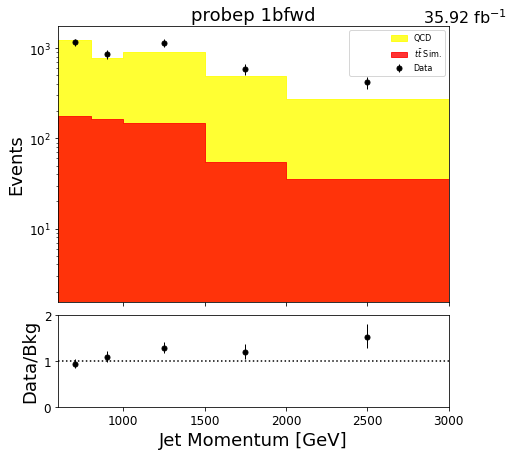 probep 1bfwd
35.92 fb⁻¹
QCD
tt̄ Sim.
Data
10³
10²
10¹
Events
2
1
0
Data/Bkg
1000 1500 2000 2500 3000
Jet Momentum [GeV]